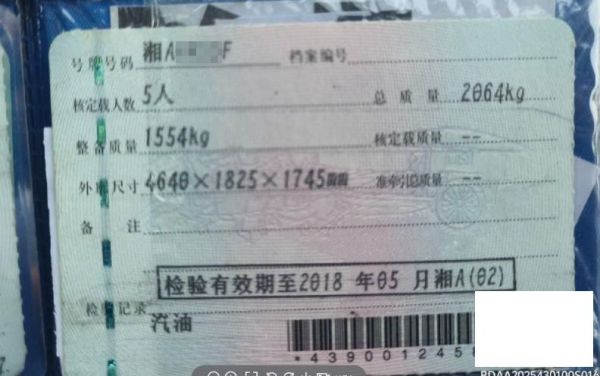 号牌号码 湘A F 档案编号
核定载人数 5人 总质量 2064kg
整备质量 1554kg 核定载质量 --
外廓尺寸 4640×1825×1745mm 准牵引总质量 --
备注
检验有效期至2018年05月湘A(02)
检验记录
汽油
*439001245
RDAA2025430100S016